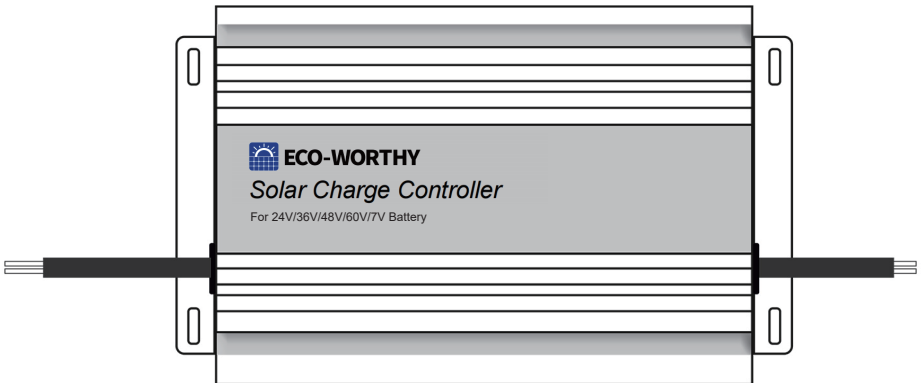 ECO-WORTHY
Solar Charge Controller
For 24V/36V/48V/60V/7V Battery